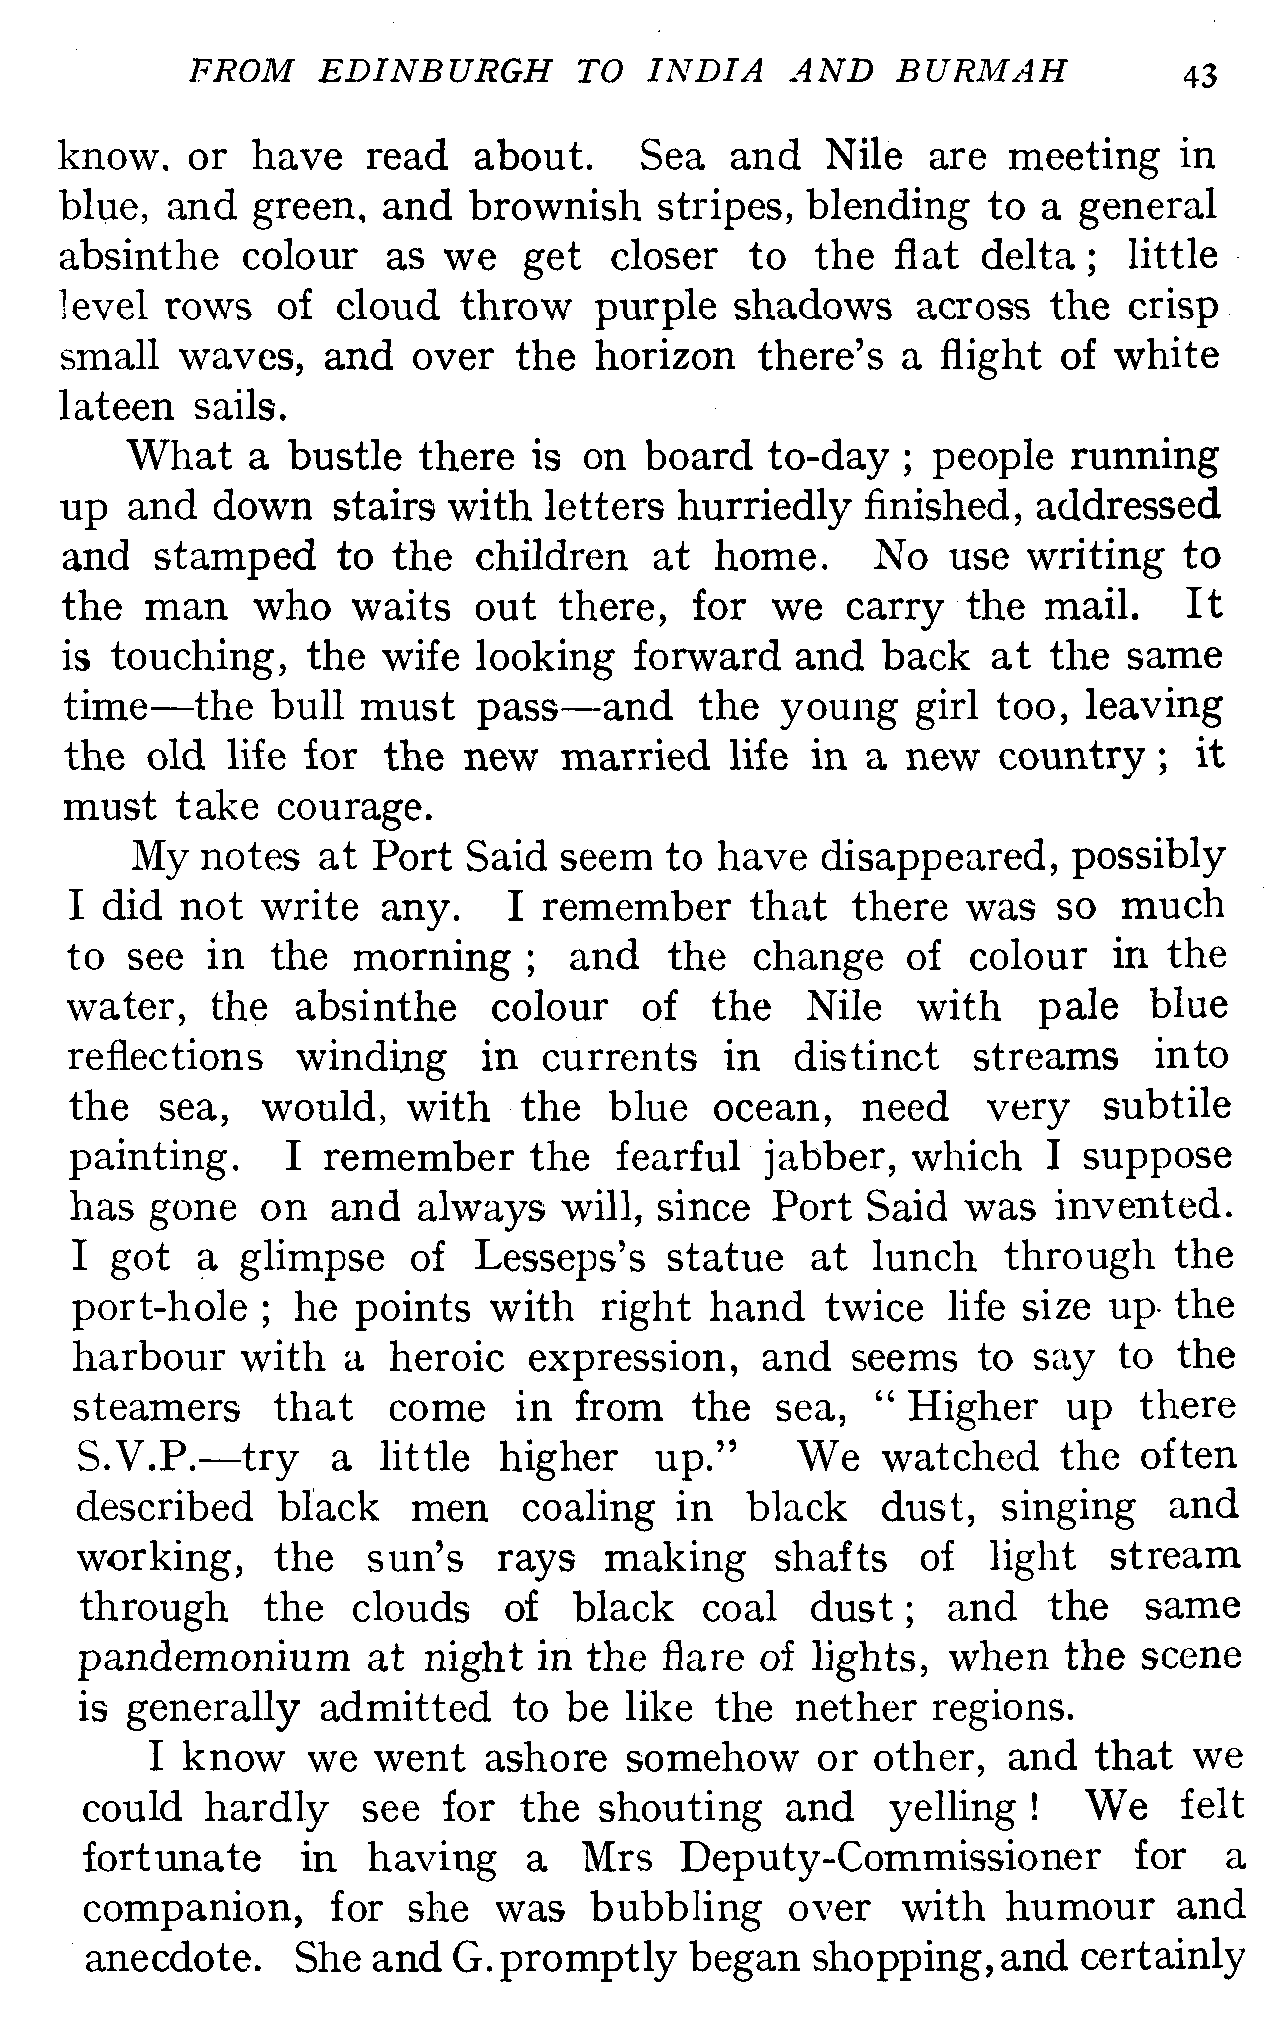 FROM EDINBURGH TO INDIA AND BURMAH 43
know. or have read about. Sea and Nile are meeting in
blue, and green, and brownish stripes, blending to a general
absinthe colour as we get closer to the flat delta ; little
level rows of cloud throw purple shadows across the crisp
small waves, and over the horizon there's a flight of white
lateen sails.
What a bustle there is on board to-day ; people running
up and down stairs with letters hurriedly finished, addressed
and stamped to the children at home. No use writing to
the man who waits out there, for we carry the mail. It
is touching, the wife looking forward and back at the same
time—the bull must pass—and the young girl too, leaving
the old life for the new married life in a new country ; it
must take courage.
My notes at Port Said seem to have disappeared, possibly
I did not write any. I remember that there was so much
to see in the morning ; and the change of colour in the
water, the absinthe colour of the Nile with pale blue
reflections winding in currents in distinct streams into
the sea, would, with the blue ocean, need very subtile
painting. I remember the fearful jabber, which I suppose
has gone on and always will, since Port Said was invented.
I got a glimpse of Lesseps's statue at lunch through the
port-hole ; he points with right hand twice life size up the
harbour with a heroic expression, and seems to say to the
steamers that come in from the sea, " Higher up there
S.V.P.—try a little higher up." We watched the often
described black men coaling in black dust, singing and
working, the sun's rays making shafts of light stream
through the clouds of black coal dust ; and the same
pandemonium at night in the flare of lights, when the scene
is generally admitted to be like the nether regions.
I know we went ashore somehow or other, and that we
could hardly see for the shouting and yelling ! We felt
fortunate in having a Mrs Deputy-Commissioner for a
companion, for she was bubbling over with humour and
anecdote. She and G. promptly began shopping, and certainly